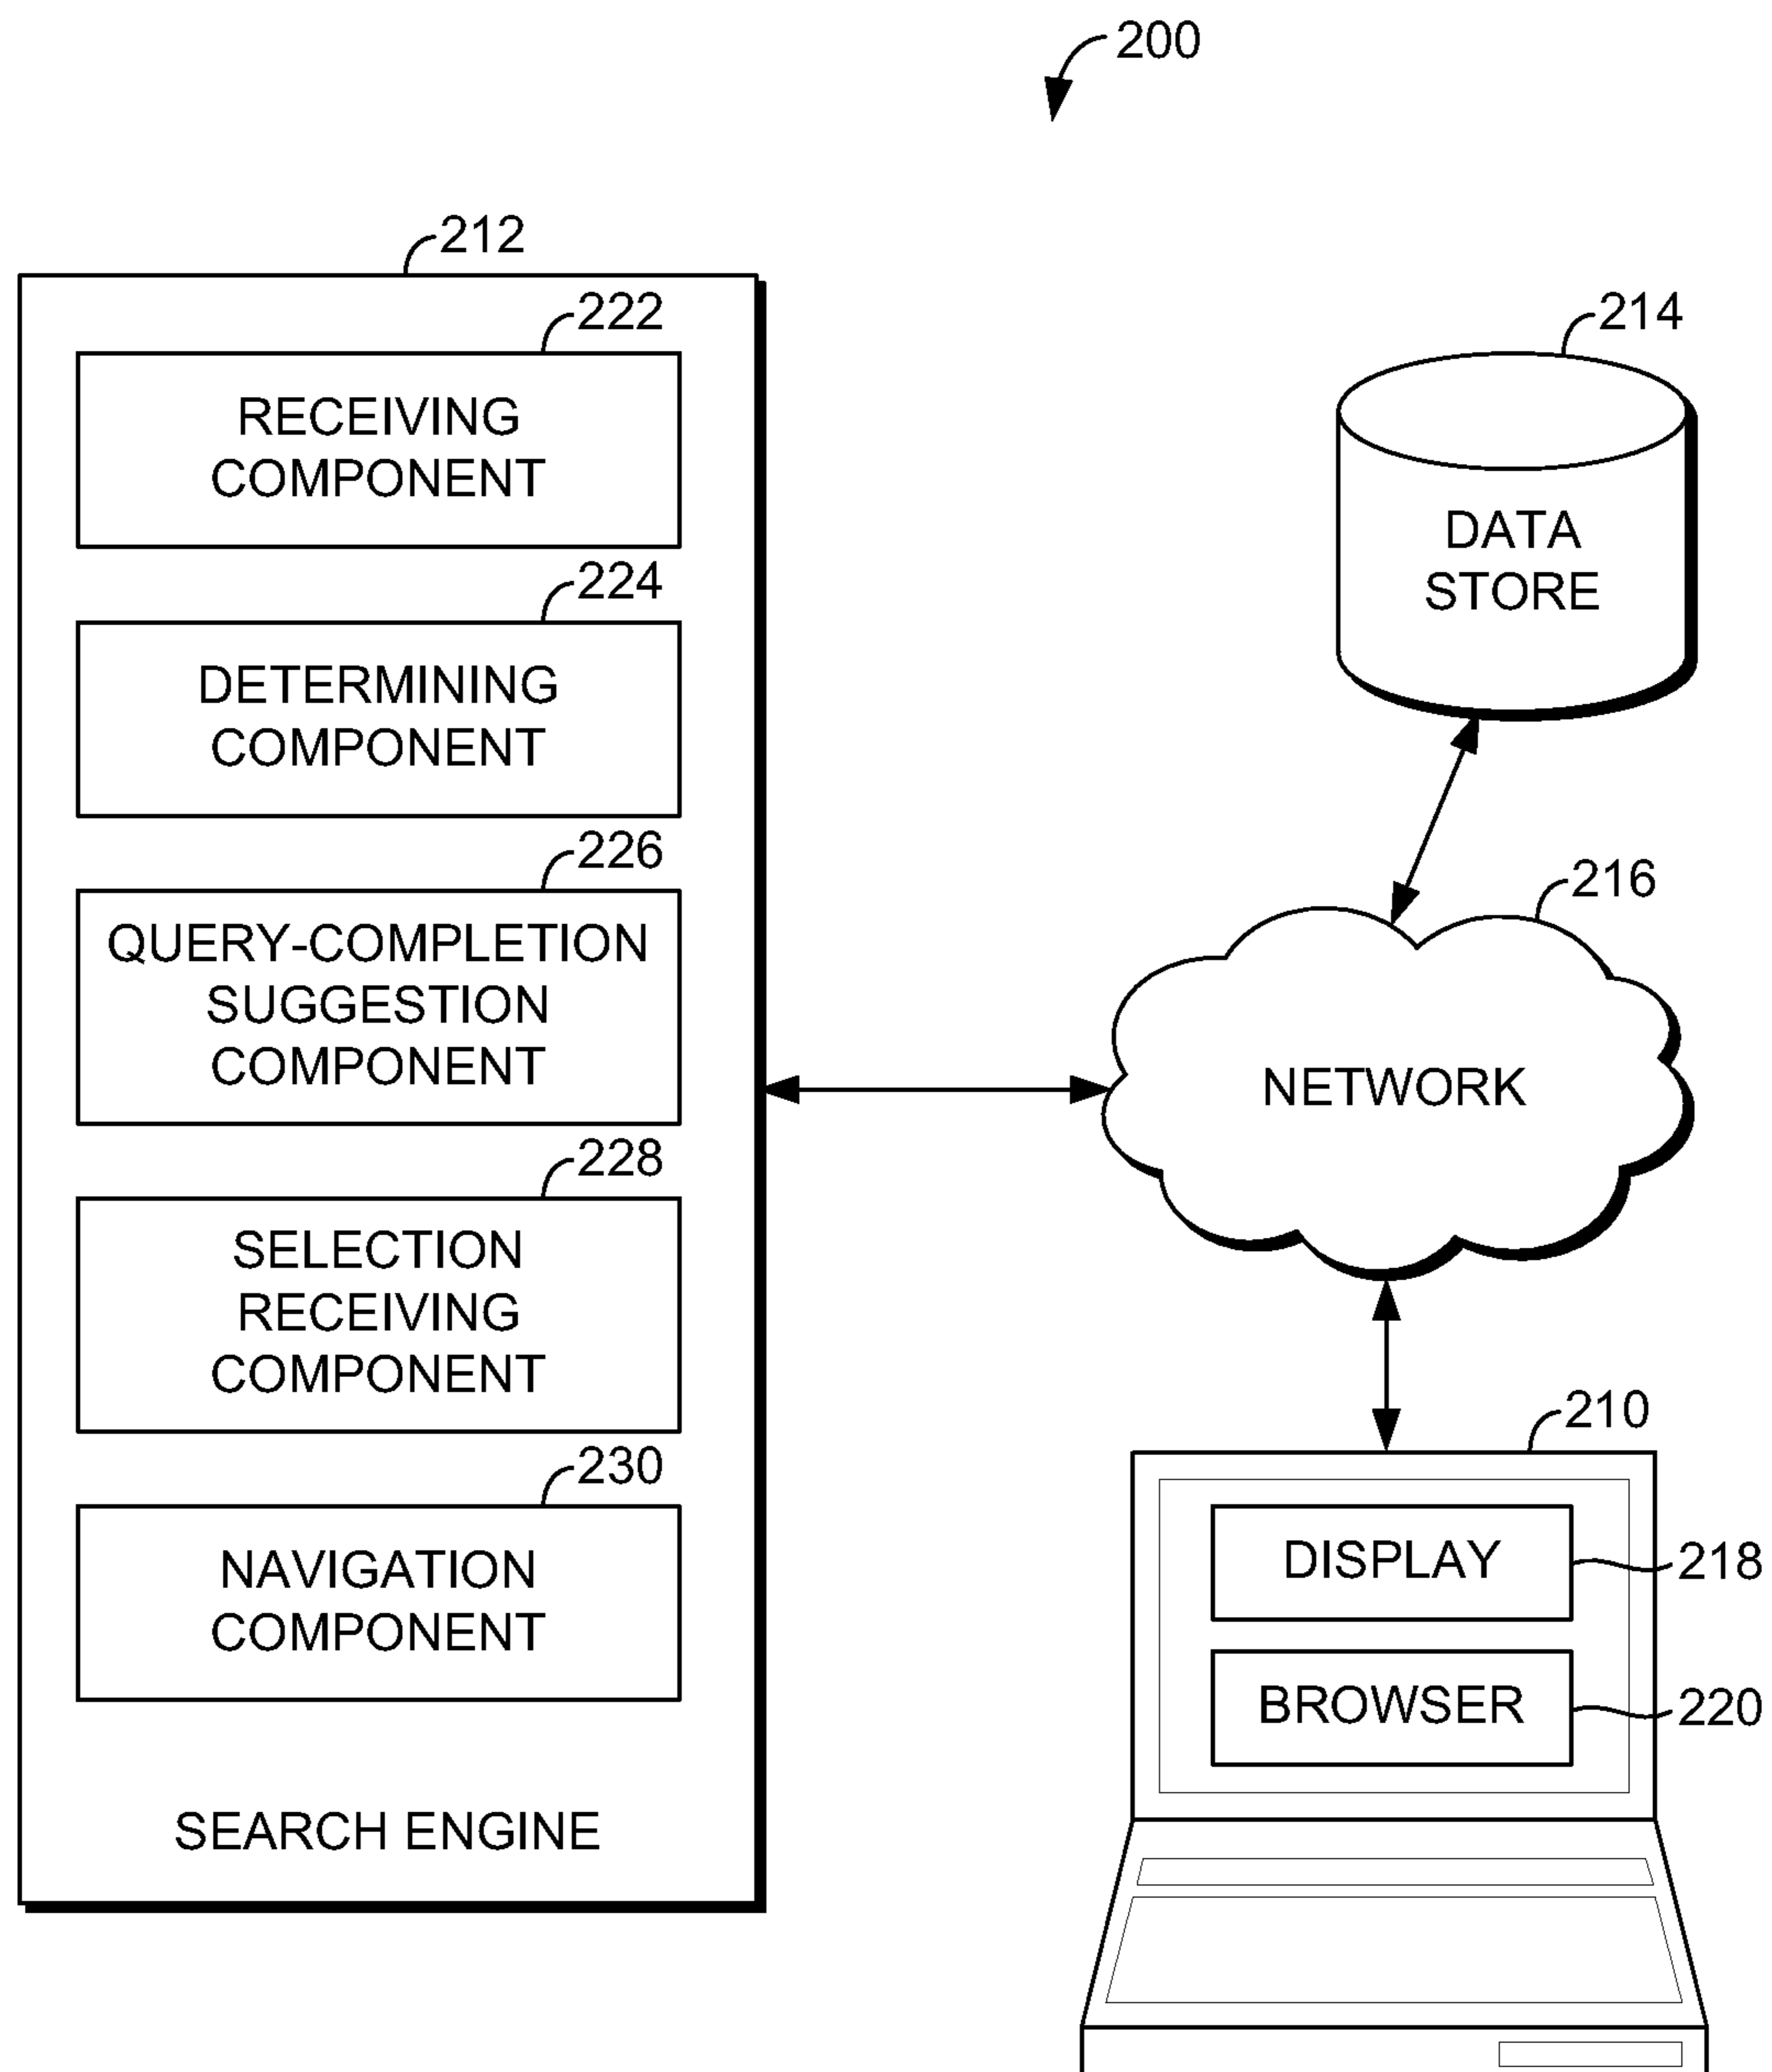 200
212
222
RECEIVING
COMPONENT
224
DETERMINING
COMPONENT
226
QUERY-COMPLETION
SUGGESTION
COMPONENT
228
SELECTION
RECEIVING
COMPONENT
230
NAVIGATION
COMPONENT
SEARCH ENGINE
214
DATA
STORE
216
NETWORK
210
DISPLAY
218
BROWSER
220